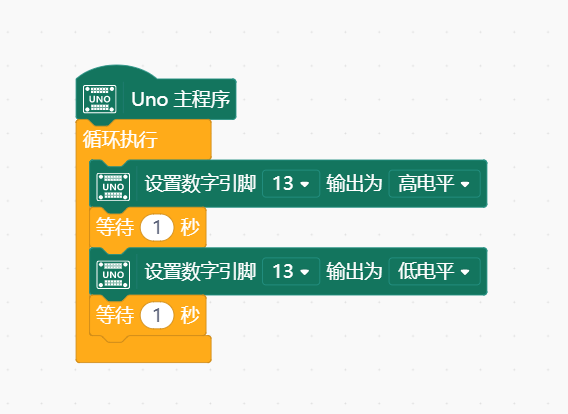 UNO Uno 主程序
循环执行
UNO 设置数字引脚 13 输出为 高电平
等待 1 秒
UNO 设置数字引脚 13 输出为 低电平
等待 1 秒